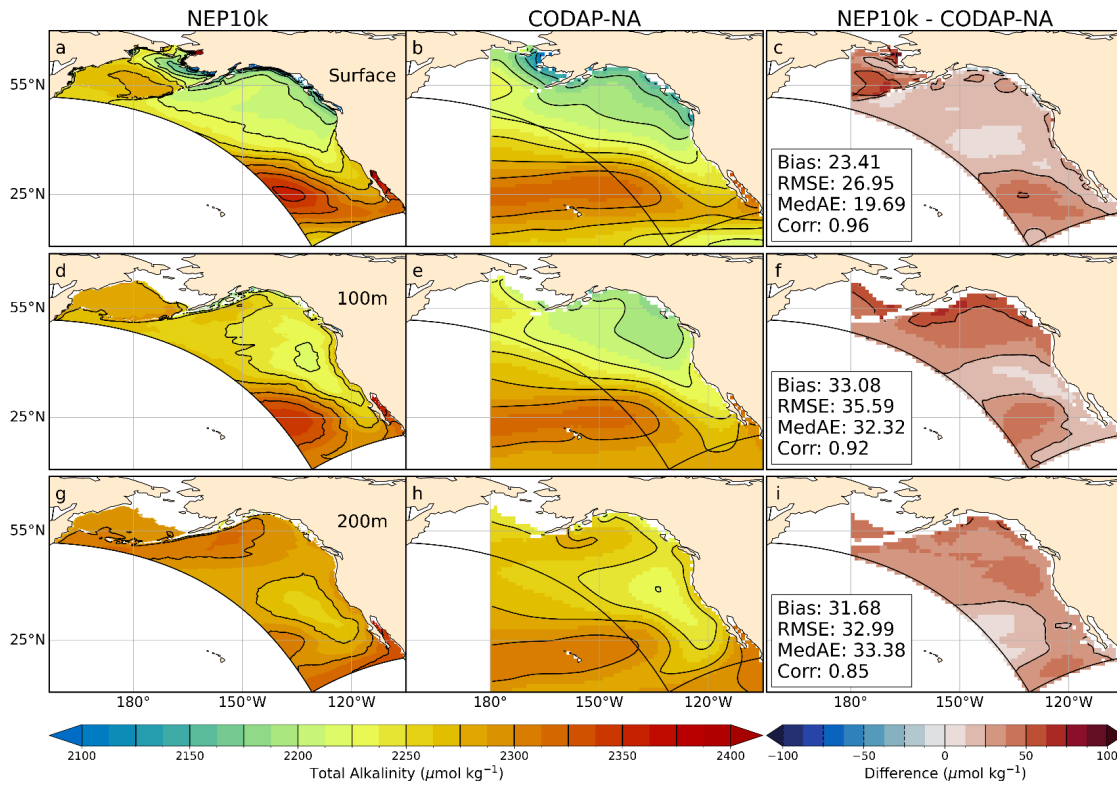 NEP10k CODAP-NA NEP10k - CODAP-NA
a Surface b c
55°N
25°N
Bias: 23.41
RMSE: 26.95
MedAE: 19.69
Corr: 0.96
d 100m e f
55°N
25°N
Bias: 33.08
RMSE: 35.59
MedAE: 32.32
Corr: 0.92
g 200m h i
55°N
25°N
Bias: 31.68
RMSE: 32.99
MedAE: 33.38
Corr: 0.85
180° 150°W 120°W 180° 150°W 120°W 180° 150°W 120°W
2100 2150 2200 2250 2300 2350 2400 −100 −50 0 50 100
Total Alkalinity (μmol kg⁻¹) Difference (μmol kg⁻¹)